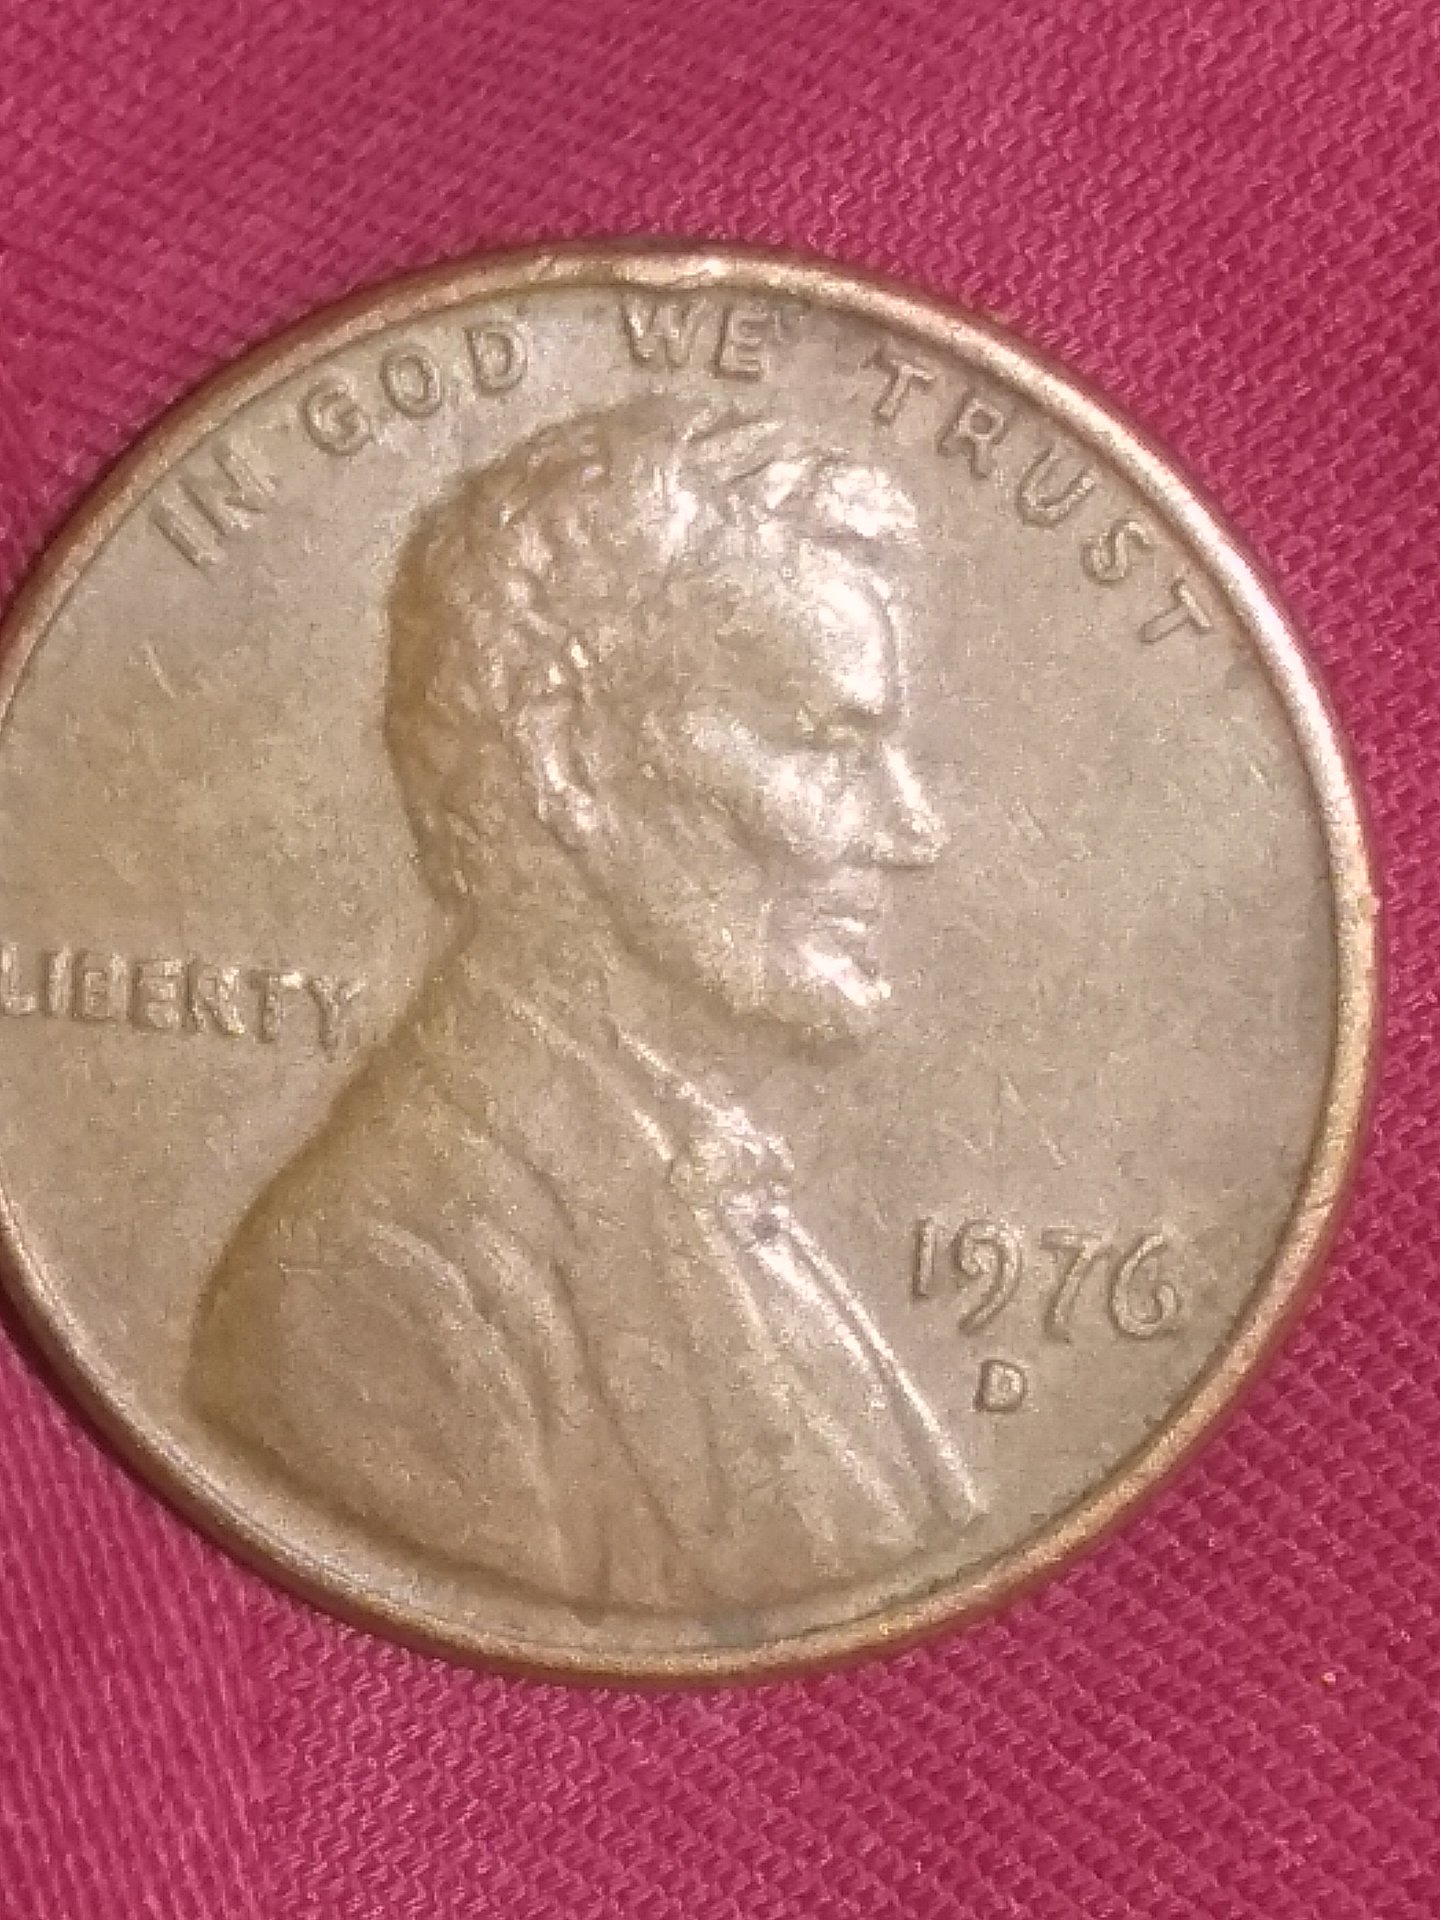 IN GOD WE TRUST
LIBERTY
1976
D